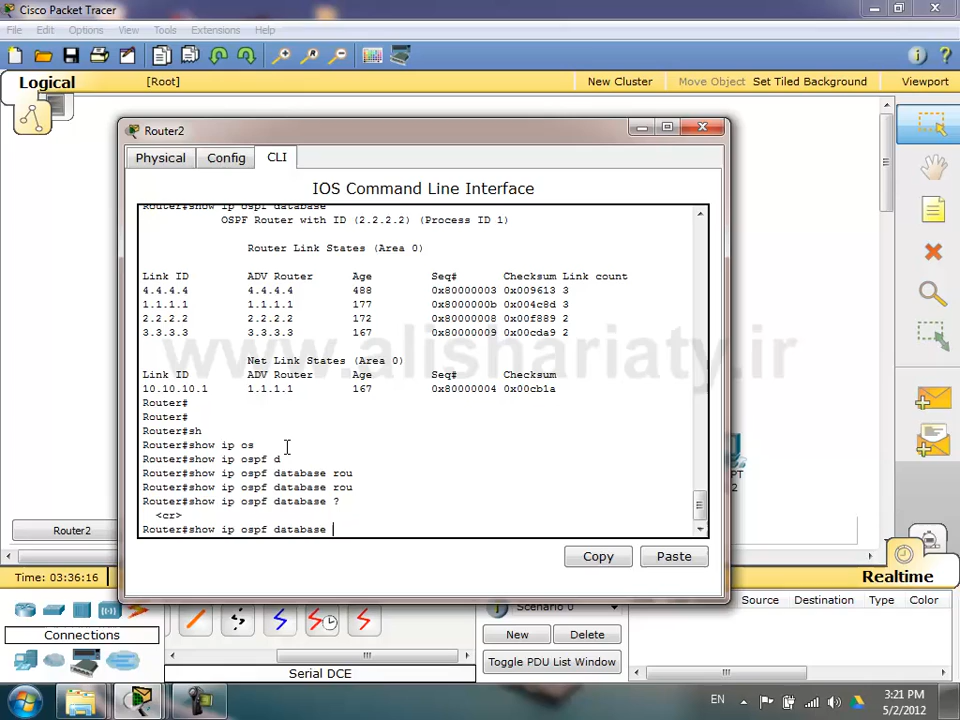 Cisco Packet Tracer
File Edit Options View Tools Extensions Help
Logical
[Root]
New Cluster
Move Object
Set Tiled Background
Viewport
Router2
Physical
Config
CLI
IOS Command Line Interface
Router#show ip ospf database
OSPF Router with ID (2.2.2.2) (Process ID 1)
Router Link States (Area 0)
Link ID ADV Router Age Seq# Checksum Link count
4.4.4.4 4.4.4.4 488 0x80000003 0x009613 3
1.1.1.1 1.1.1.1 177 0x8000000b 0x004c8d 3
2.2.2.2 2.2.2.2 172 0x80000008 0x00f889 2
3.3.3.3 3.3.3.3 167 0x80000009 0x00cda9 2
www.alishariaty.ir
Net Link States (Area 0)
Link ID ADV Router Age Seq# Checksum
10.10.10.1 1.1.1.1 167 0x80000004 0x00cb1a
Router#
Router#
Router#sh
Router#show ip os
Router#show ip ospf d
Router#show ip ospf database rou
Router#show ip ospf database rou
Router#show ip ospf database ?
<cr>
Router#show ip ospf database
Copy
Paste
PT
2
Router2
Time: 03:36:16
Realtime
Scenario 0
Source Destination Type Color
Connections
New
Delete
Toggle PDU List Window
Serial DCE
EN
3:21 PM
5/2/2012